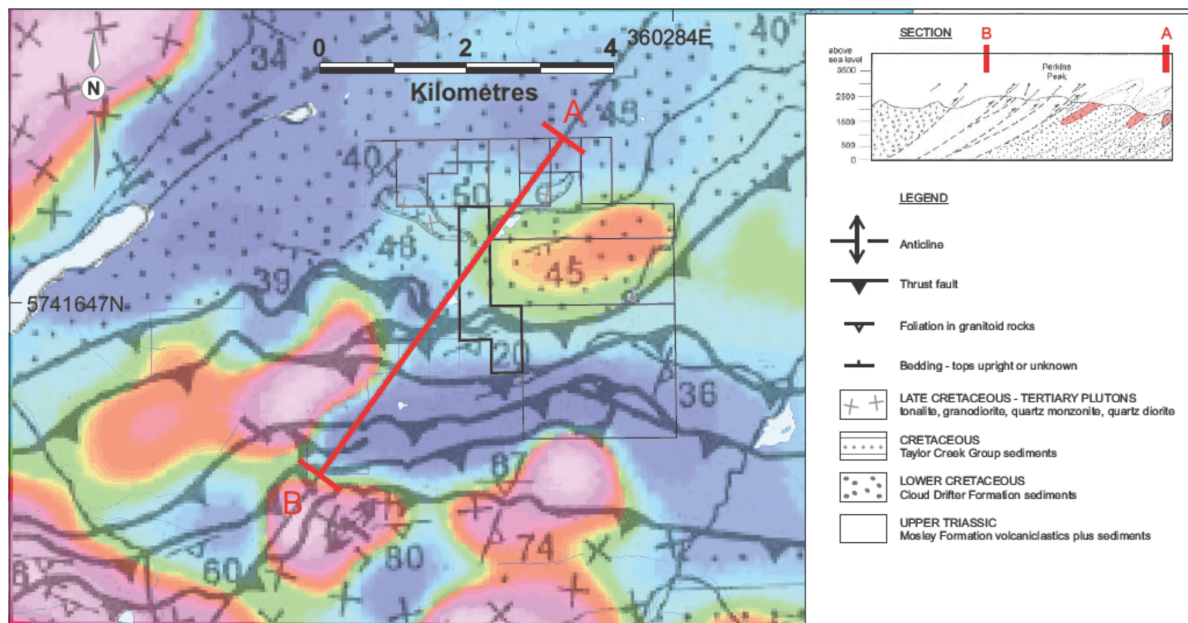 34
0 2 4
360284E
40
Kilométres
N
A
48
40
50
48
45
39
5741647N
20
36
B
87
80
74
60
SECTION
B
A
above
sea level
Perkins
Peak
3500
2500
1500
500
0
LEGEND
Anticline
Thrust fault
Foliation in granitoid rocks
Bedding - tops upright or unknown
LATE CRETACEOUS - TERTIARY PLUTONS
tonalite, granodiorite, quartz monzonite, quartz diorite
CRETACEOUS
Taylor Creek Group sediments
LOWER CRETACEOUS
Cloud Drifter Formation sediments
UPPER TRIASSIC
Mosley Formation volcaniclastics plus sediments